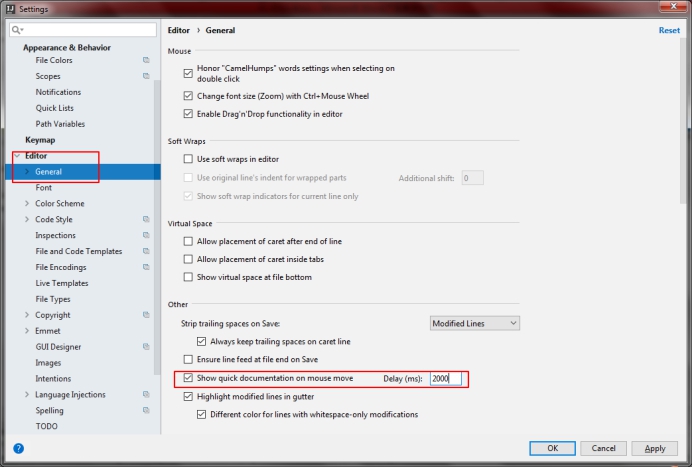 Settings
Appearance & Behavior
File Colors
Scopes
Notifications
Quick Lists
Path Variables
Keymap
Editor
General
Font
Color Scheme
Code Style
Inspections
File and Code Templates
File Encodings
Live Templates
File Types
Copyright
Emmet
GUI Designer
Images
Intentions
Language Injections
Spelling
TODO
Editor › General
Reset
Mouse
Honor "CamelHumps" words settings when selecting on
double click
Change font size (Zoom) with Ctrl+Mouse Wheel
Enable Drag'n'Drop functionality in editor
Soft Wraps
Use soft wraps in editor
Use original line's indent for wrapped parts Additional shift: 0
Show soft wrap indicators for current line only
Virtual Space
Allow placement of caret after end of line
Allow placement of caret inside tabs
Show virtual space at file bottom
Other
Strip trailing spaces on Save: Modified Lines
Always keep trailing spaces on caret line
Ensure line feed at file end on Save
Show quick documentation on mouse move Delay (ms): 2000
Highlight modified lines in gutter
Different color for lines with whitespace-only modifications
? OK Cancel Apply